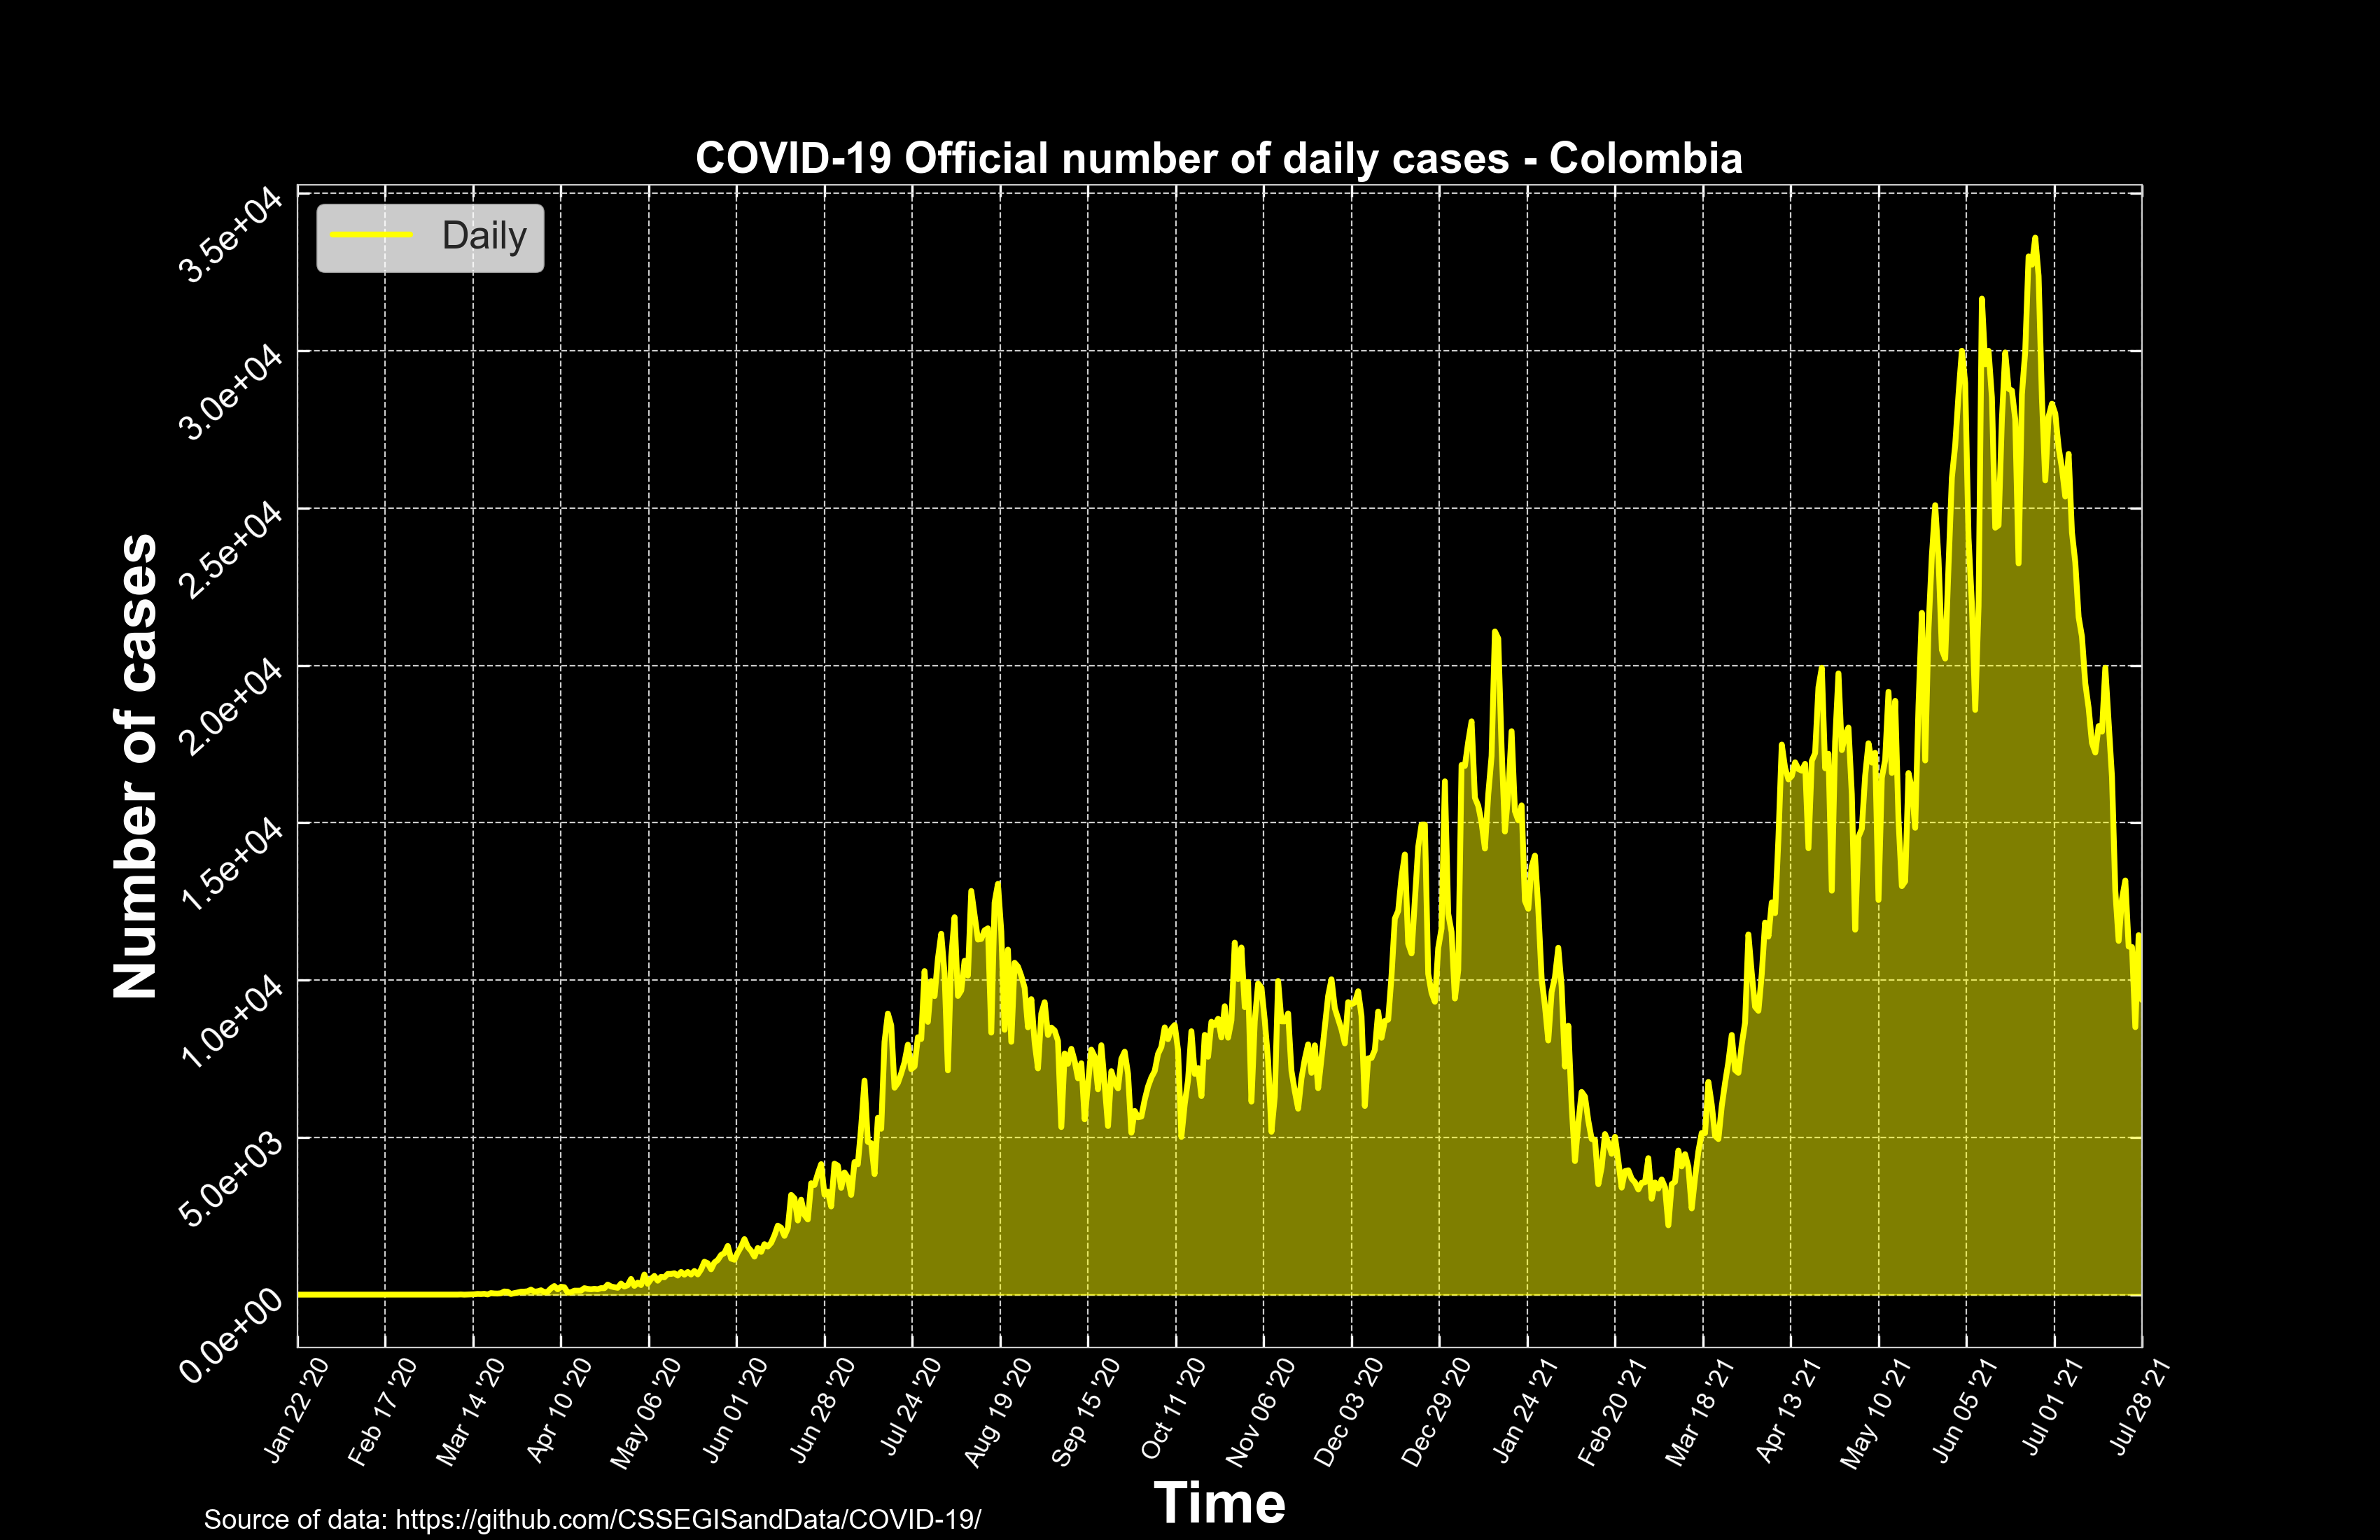 COVID-19 Official number of daily cases - Colombia
Daily
Number of cases
3.5e+04
3.0e+04
2.5e+04
2.0e+04
1.5e+04
1.0e+04
5.0e+03
0.0e+00
Jan 22 '20
Feb 17 '20
Mar 14 '20
Apr 10 '20
May 06 '20
Jun 01 '20
Jun 28 '20
Jul 24 '20
Aug 19 '20
Sep 15 '20
Oct 11 '20
Nov 06 '20
Dec 03 '20
Dec 29 '20
Jan 24 '21
Feb 20 '21
Mar 18 '21
Apr 13 '21
May 10 '21
Jun 05 '21
Jul 01 '21
Jul 28 '21
Time
Source of data: https://github.com/CSSEGISandData/COVID-19/